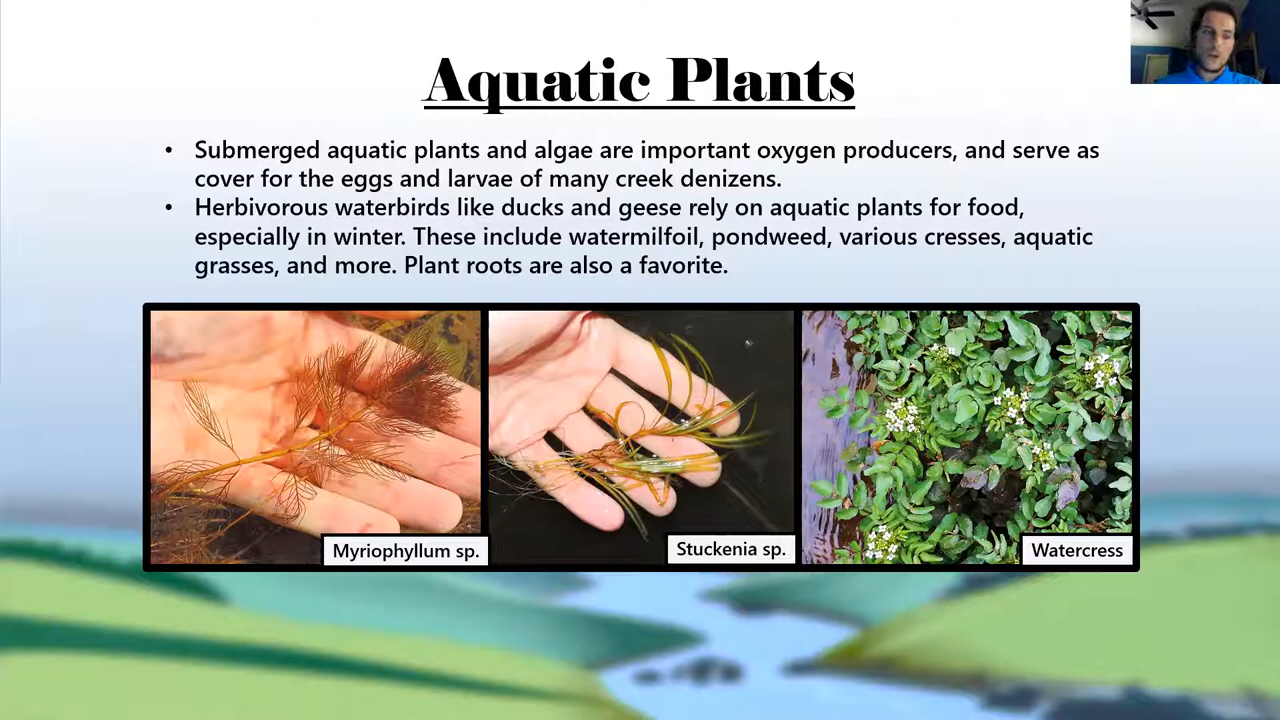 Aquatic Plants
• Submerged aquatic plants and algae are important oxygen producers, and serve as
cover for the eggs and larvae of many creek denizens.
• Herbivorous waterbirds like ducks and geese rely on aquatic plants for food,
especially in winter. These include watermilfoil, pondweed, various cresses, aquatic
grasses, and more. Plant roots are also a favorite.
Myriophyllum sp.
Stuckenia sp.
Watercress